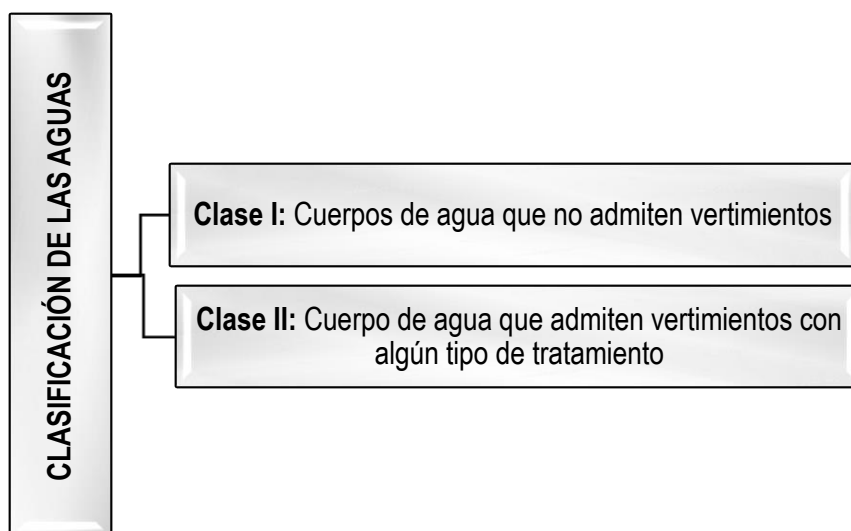 CLASIFICACIÓN DE LAS AGUAS
Clase I: Cuerpos de agua que no admiten vertimientos
Clase II: Cuerpo de agua que admiten vertimientos con
algún tipo de tratamiento